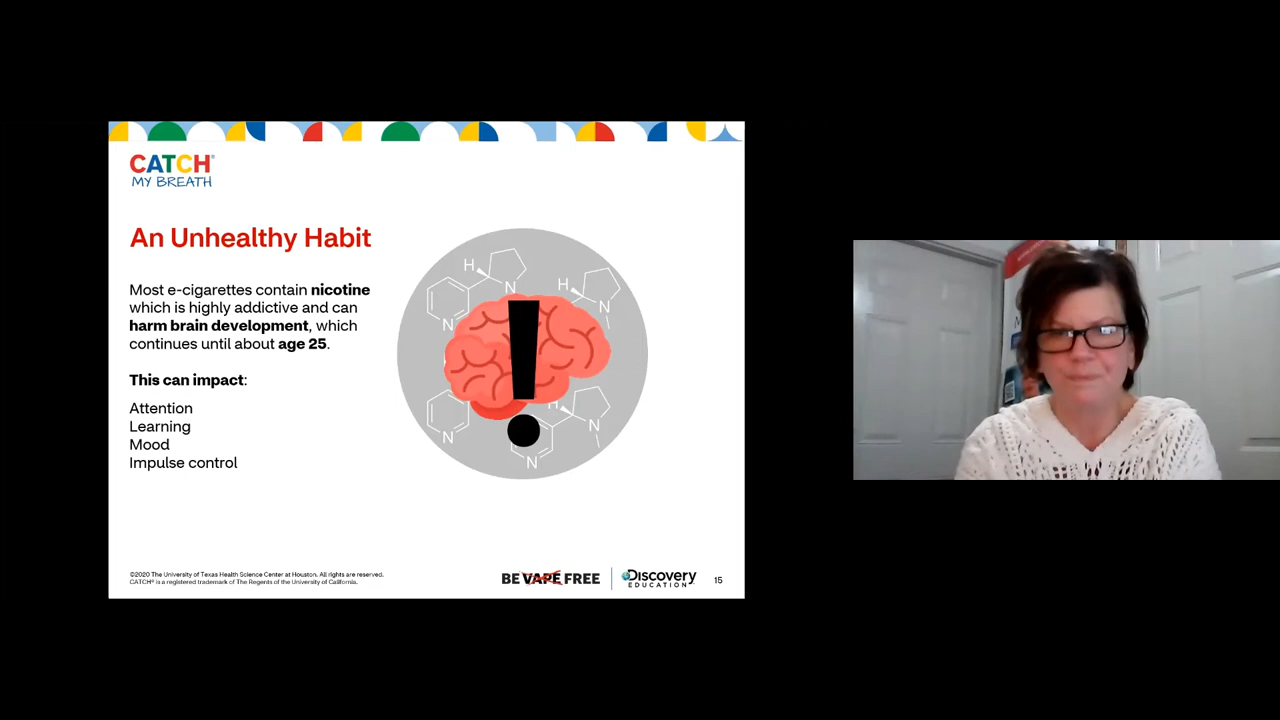 CATCH®
MY BREATH
An Unhealthy Habit
Most e-cigarettes contain nicotine
which is highly addictive and can
harm brain development, which
continues until about age 25.
This can impact:
Attention
Learning
Mood
Impulse control
H
N
H
N
N
H
N
N
N
©2020 The University of Texas Health Science Center at Houston. All rights are reserved.
CATCH® is a registered trademark of The Regents of the University of California.
BE VAPE FREE
Discovery
EDUCATION
15